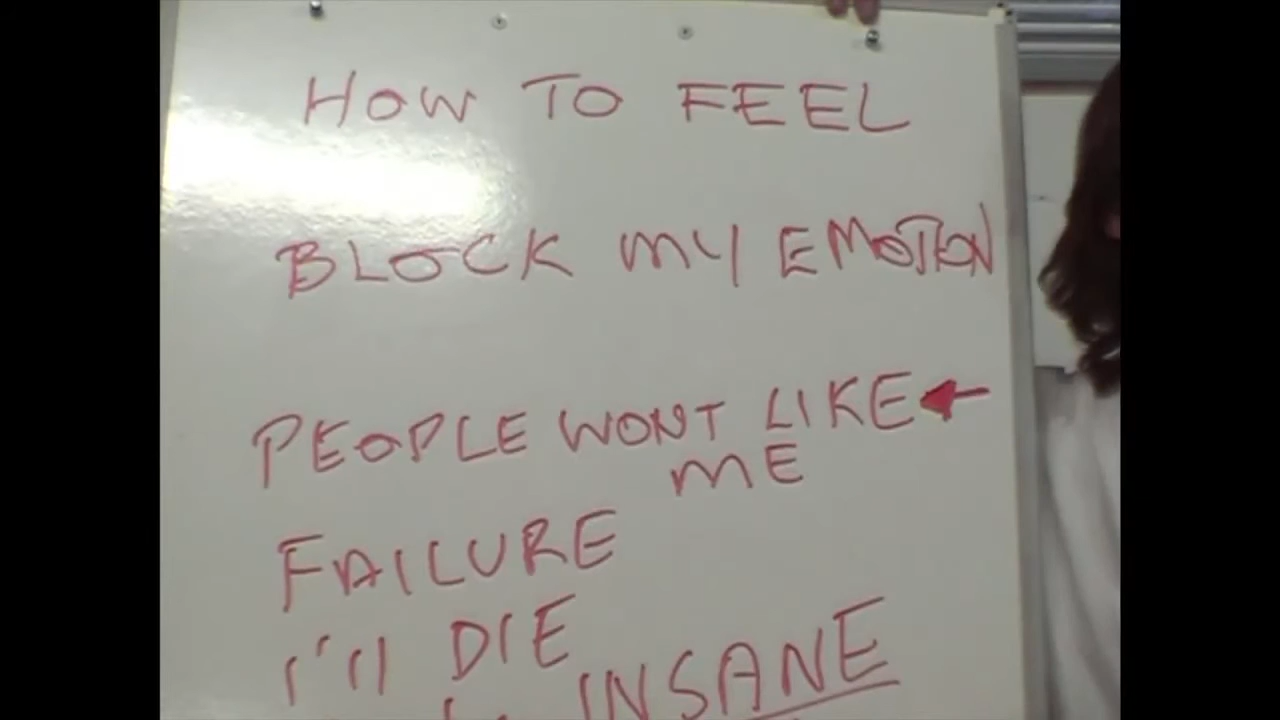 HOW TO FEEL
BLOCK MY EMOTION
PEOPLE WONT LIKE
ME
FAILURE
I'll DIE
INSANE